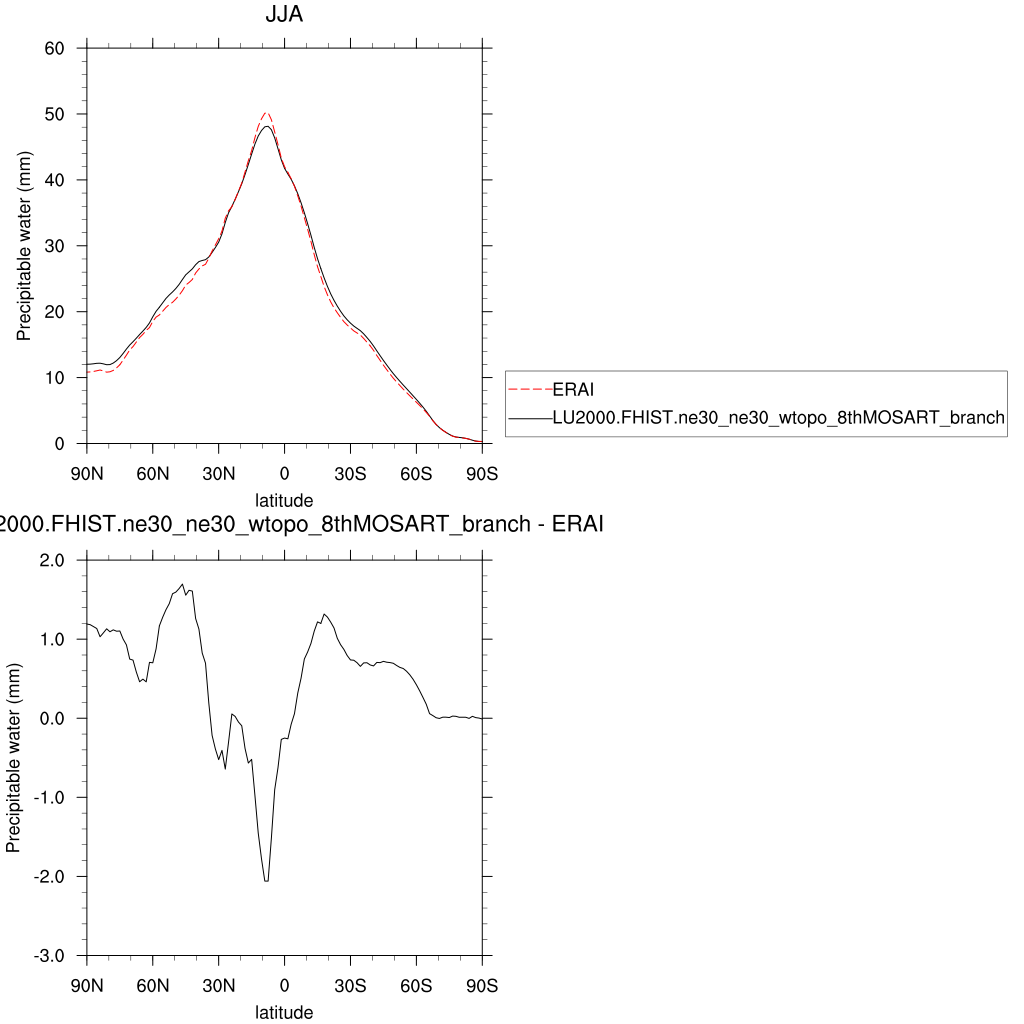 JJA
60
50
40
30
20
10
0
Precipitable water (mm)
90N 60N 30N 0 30S 60S 90S
latitude
ERAI
LU2000.FHIST.ne30_ne30_wtopo_8thMOSART_branch
2000.FHIST.ne30_ne30_wtopo_8thMOSART_branch - ERAI
2.0
1.0
0.0
-1.0
-2.0
-3.0
Precipitable water (mm)
90N 60N 30N 0 30S 60S 90S
latitude